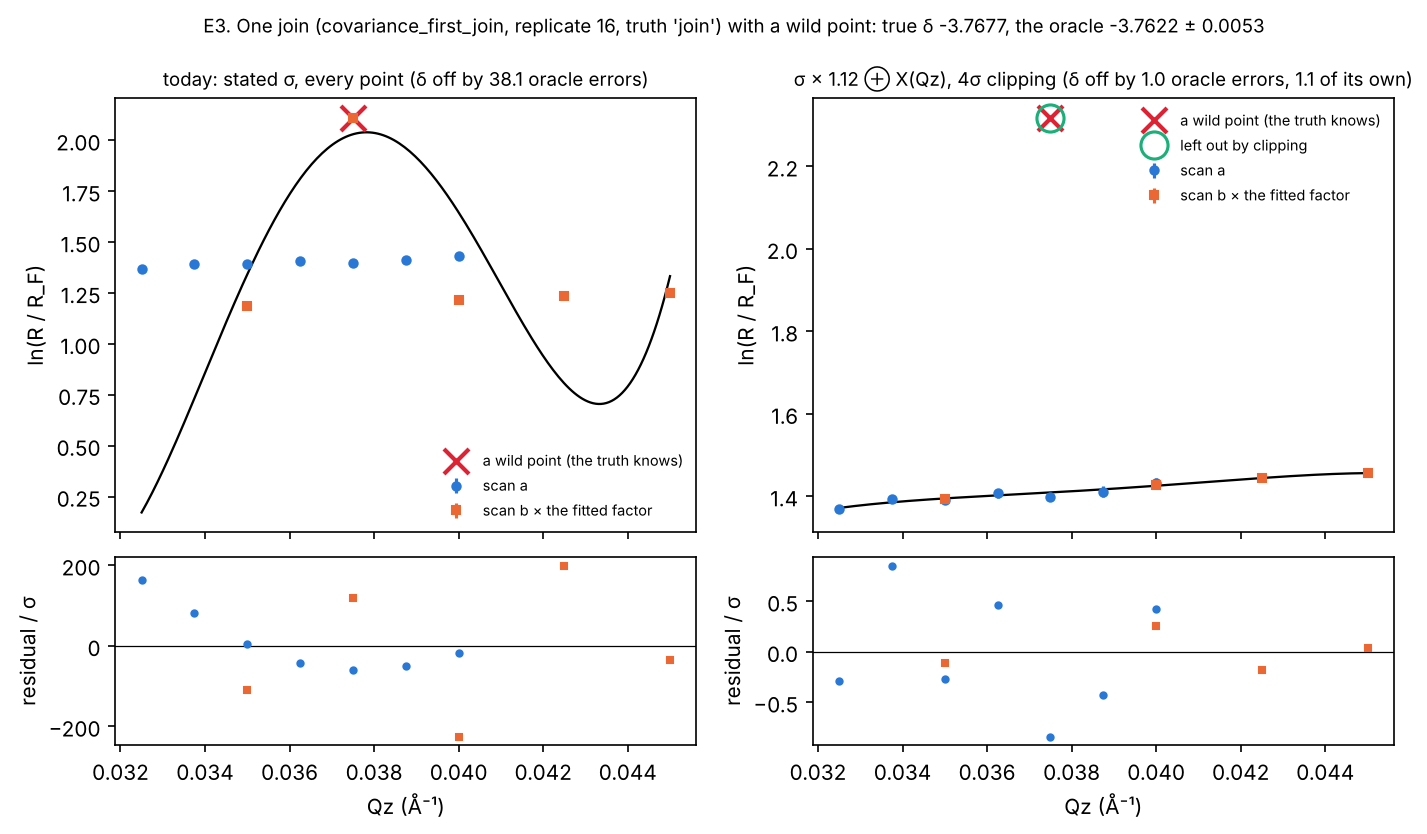 E3. One join (covariance_first_join, replicate 16, truth 'join') with a wild point: true δ -3.7677, the oracle -3.7622 ± 0.0053
today: stated σ, every point (δ off by 38.1 oracle errors)
2.00
1.75
1.50
1.25
1.00
0.75
0.50
0.25
ln(R / R_F)
a wild point (the truth knows)
scan a
scan b × the fitted factor
200
0
−200
residual / σ
0.032
0.034
0.036
0.038
0.040
0.042
0.044
Qz (Å⁻¹)
σ × 1.12 ⊕ X(Qz), 4σ clipping (δ off by 1.0 oracle errors, 1.1 of its own)
2.2
2.0
1.8
1.6
1.4
ln(R / R_F)
a wild point (the truth knows)
left out by clipping
scan a
scan b × the fitted factor
0.5
0.0
−0.5
residual / σ
0.032
0.034
0.036
0.038
0.040
0.042
0.044
Qz (Å⁻¹)